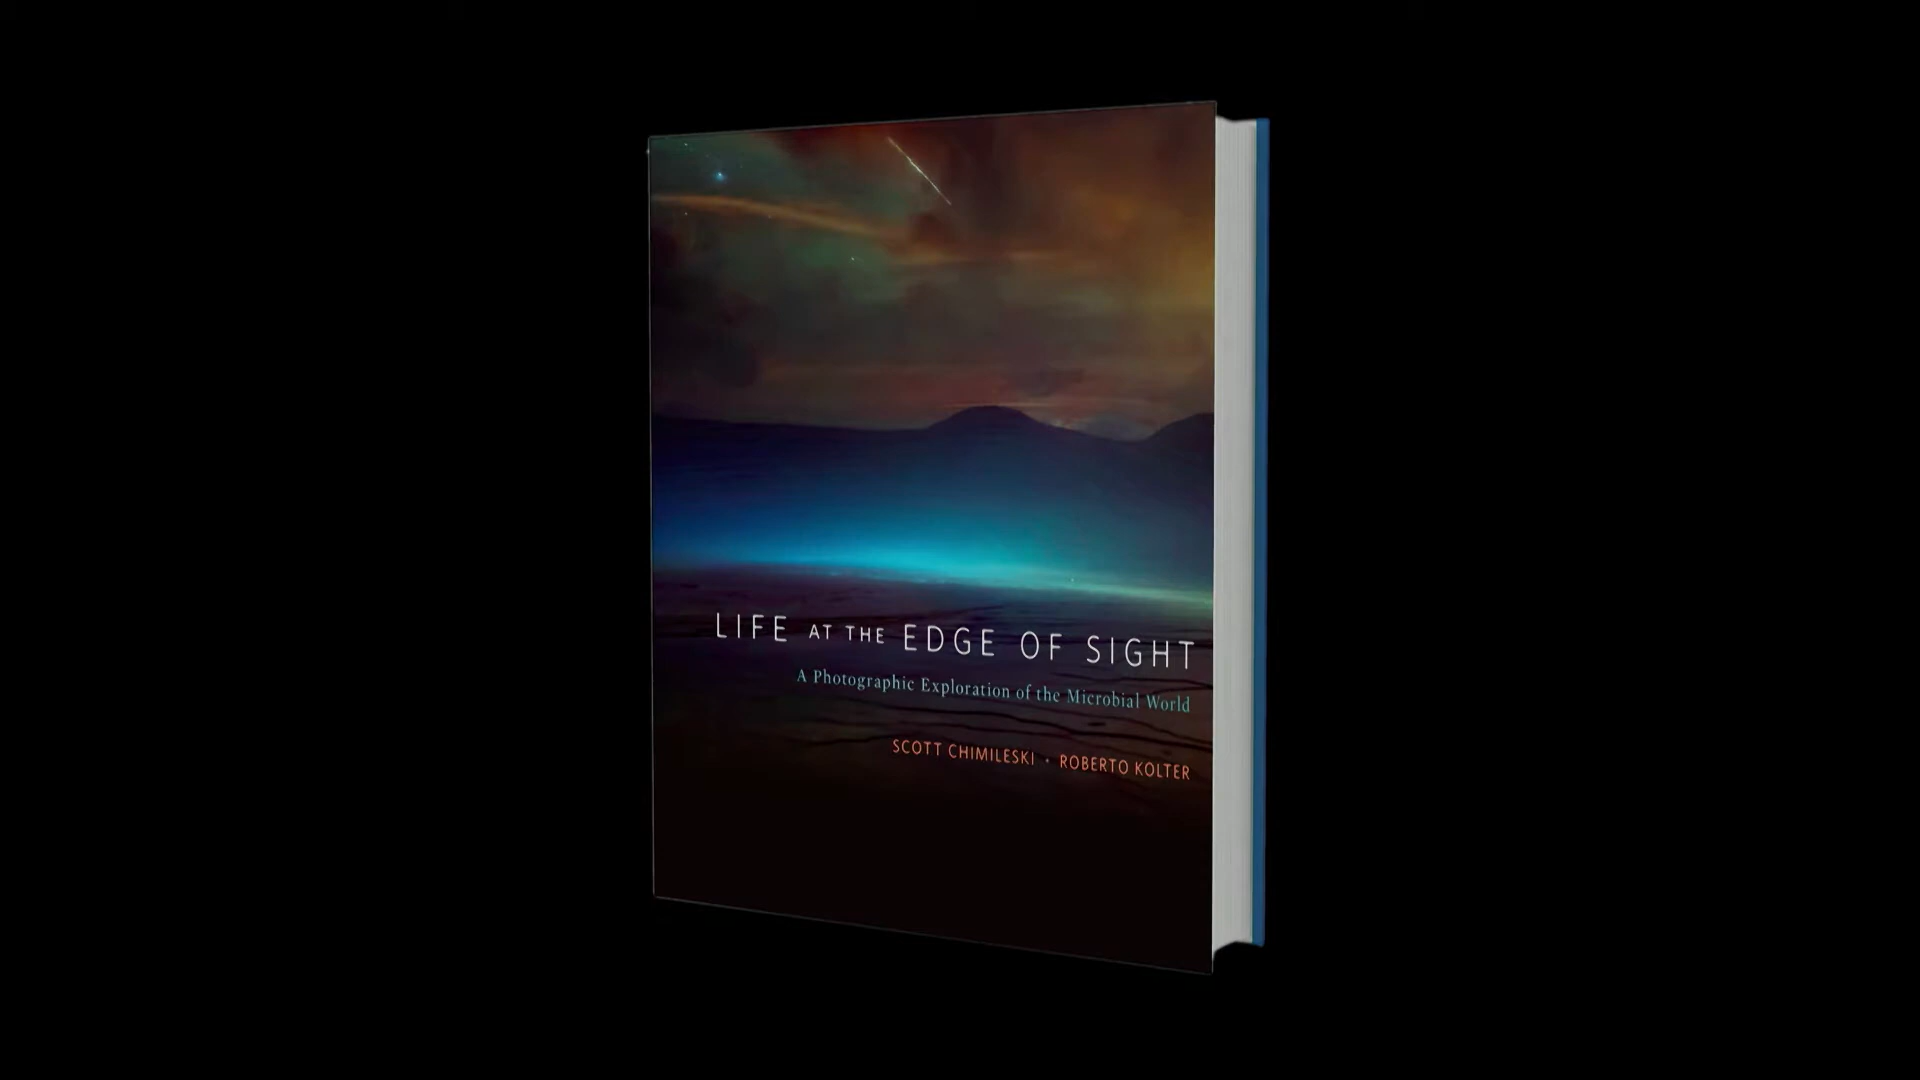 LIFE AT THE EDGE OF SIGHT
A Photographic Exploration of the Microbial World
SCOTT CHIMILESKI · ROBERTO KOLTER